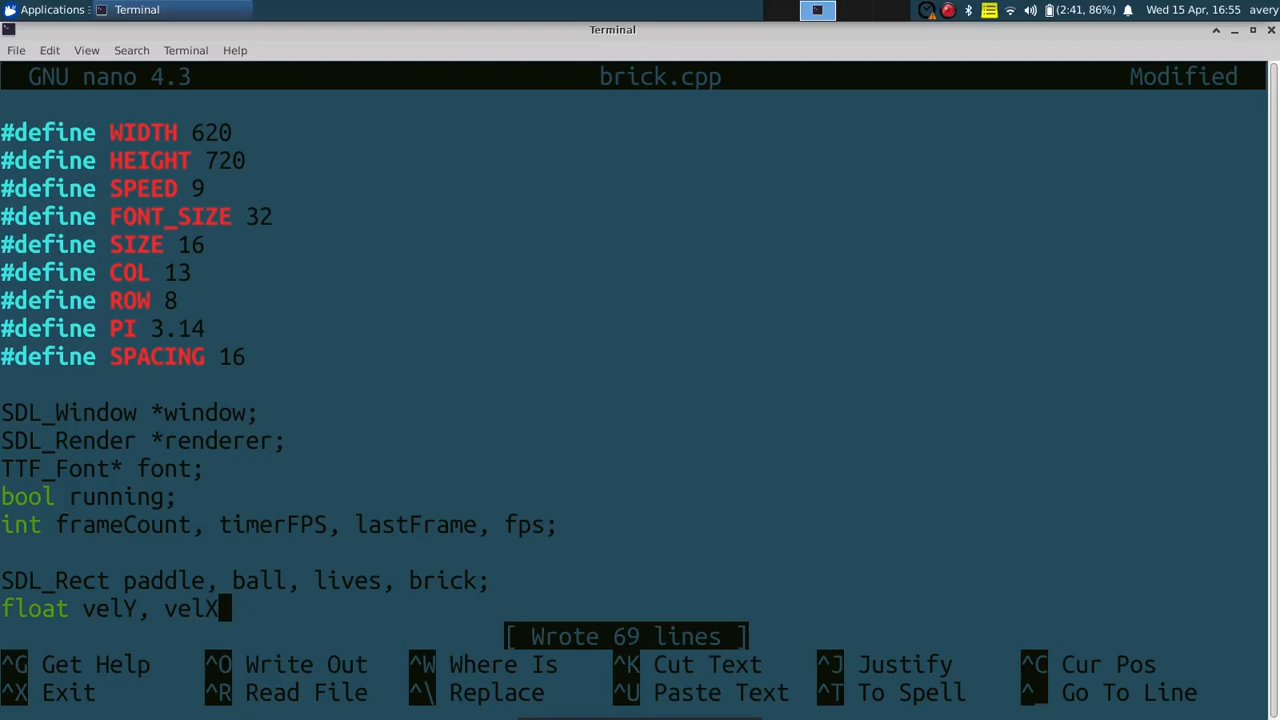 Applications Terminal (2:41, 86%) Wed 15 Apr, 16:55 avery
Terminal
File Edit View Search Terminal Help
GNU nano 4.3 brick.cpp Modified
#define WIDTH 620
#define HEIGHT 720
#define SPEED 9
#define FONT_SIZE 32
#define SIZE 16
#define COL 13
#define ROW 8
#define PI 3.14
#define SPACING 16
SDL_Window *window;
SDL_Render *renderer;
TTF_Font* font;
bool running;
int frameCount, timerFPS, lastFrame, fps;
SDL_Rect paddle, ball, lives, brick;
float velY, velX
[ Wrote 69 lines ]
^G Get Help ^O Write Out ^W Where Is ^K Cut Text ^J Justify ^C Cur Pos
^X Exit ^R Read File ^\ Replace ^U Paste Text ^T To Spell ^_ Go To Line